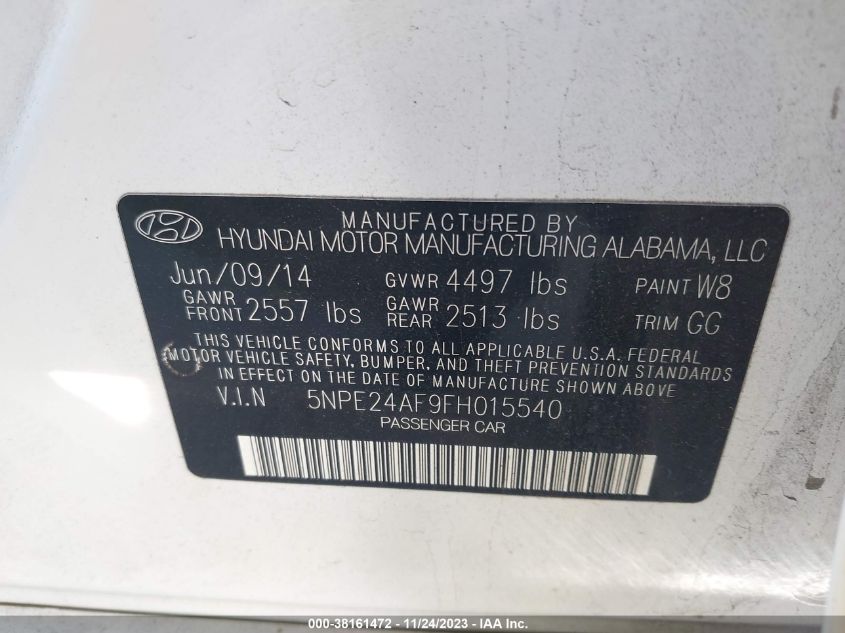 MANUFACTURED BY
HYUNDAI MOTOR MANUFACTURING ALABAMA, LLC
Jun/09/14 GVWR 4497 lbs PAINT W8
GAWR FRONT 2557 lbs GAWR REAR 2513 lbs TRIM GG
THIS VEHICLE CONFORMS TO ALL APPLICABLE U.S.A. FEDERAL
MOTOR VEHICLE SAFETY, BUMPER, AND THEFT PREVENTION STANDARDS
IN EFFECT ON THE DATE OF MANUFACTURE SHOWN ABOVE.
V.I.N 5NPE24AF9FH015540
PASSENGER CAR
000-38161472 - 11/24/2023 - IAA Inc.